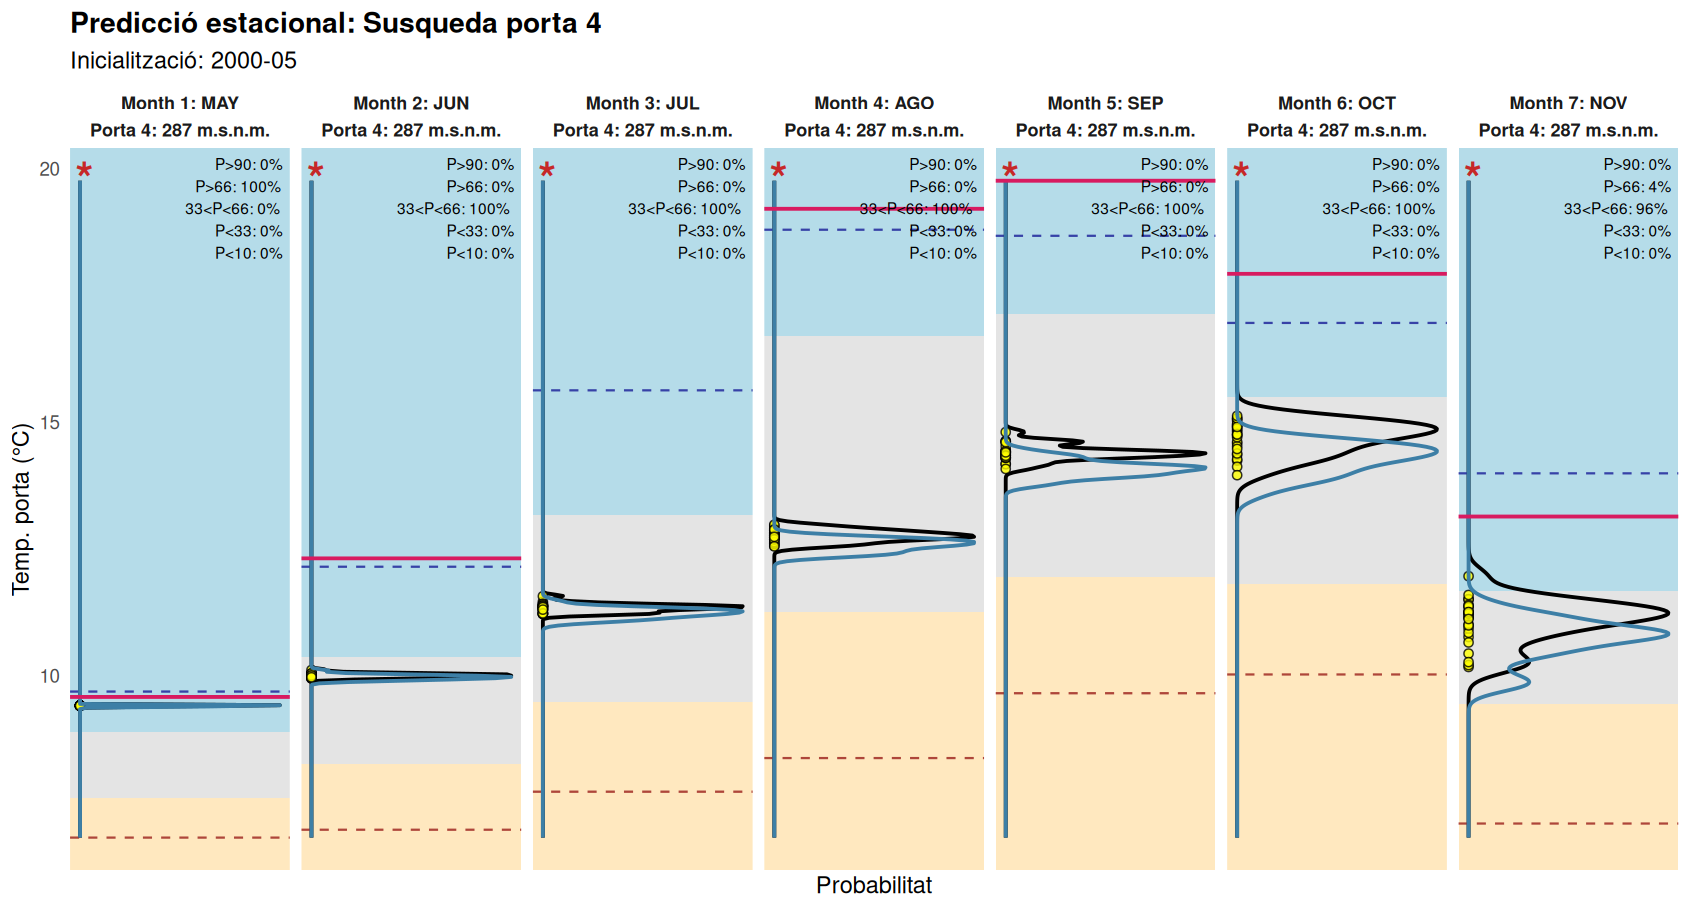 Predicció estacional: Susqueda porta 4
Inicialització: 2000-05
Month 1: MAY
Porta 4: 287 m.s.n.m.
Month 2: JUN
Porta 4: 287 m.s.n.m.
Month 3: JUL
Porta 4: 287 m.s.n.m.
Month 4: AGO
Porta 4: 287 m.s.n.m.
Month 5: SEP
Porta 4: 287 m.s.n.m.
Month 6: OCT
Porta 4: 287 m.s.n.m.
Month 7: NOV
Porta 4: 287 m.s.n.m.
*
P>90: 0%
P>66: 100%
33<P<66: 0%
P<33: 0%
P<10: 0%
*
P>90: 0%
P>66: 0%
33<P<66: 100%
P<33: 0%
P<10: 0%
*
P>90: 0%
P>66: 0%
33<P<66: 100%
P<33: 0%
P<10: 0%
*
P>90: 0%
P>66: 0%
33<P<66: 100%
P<33: 0%
P<10: 0%
*
P>90: 0%
P>66: 0%
33<P<66: 100%
P<33: 0%
P<10: 0%
*
P>90: 0%
P>66: 0%
33<P<66: 100%
P<33: 0%
P<10: 0%
*
P>90: 0%
P>66: 4%
33<P<66: 96%
P<33: 0%
P<10: 0%
20
15
10
Temp. porta (°C)
Probabilitat